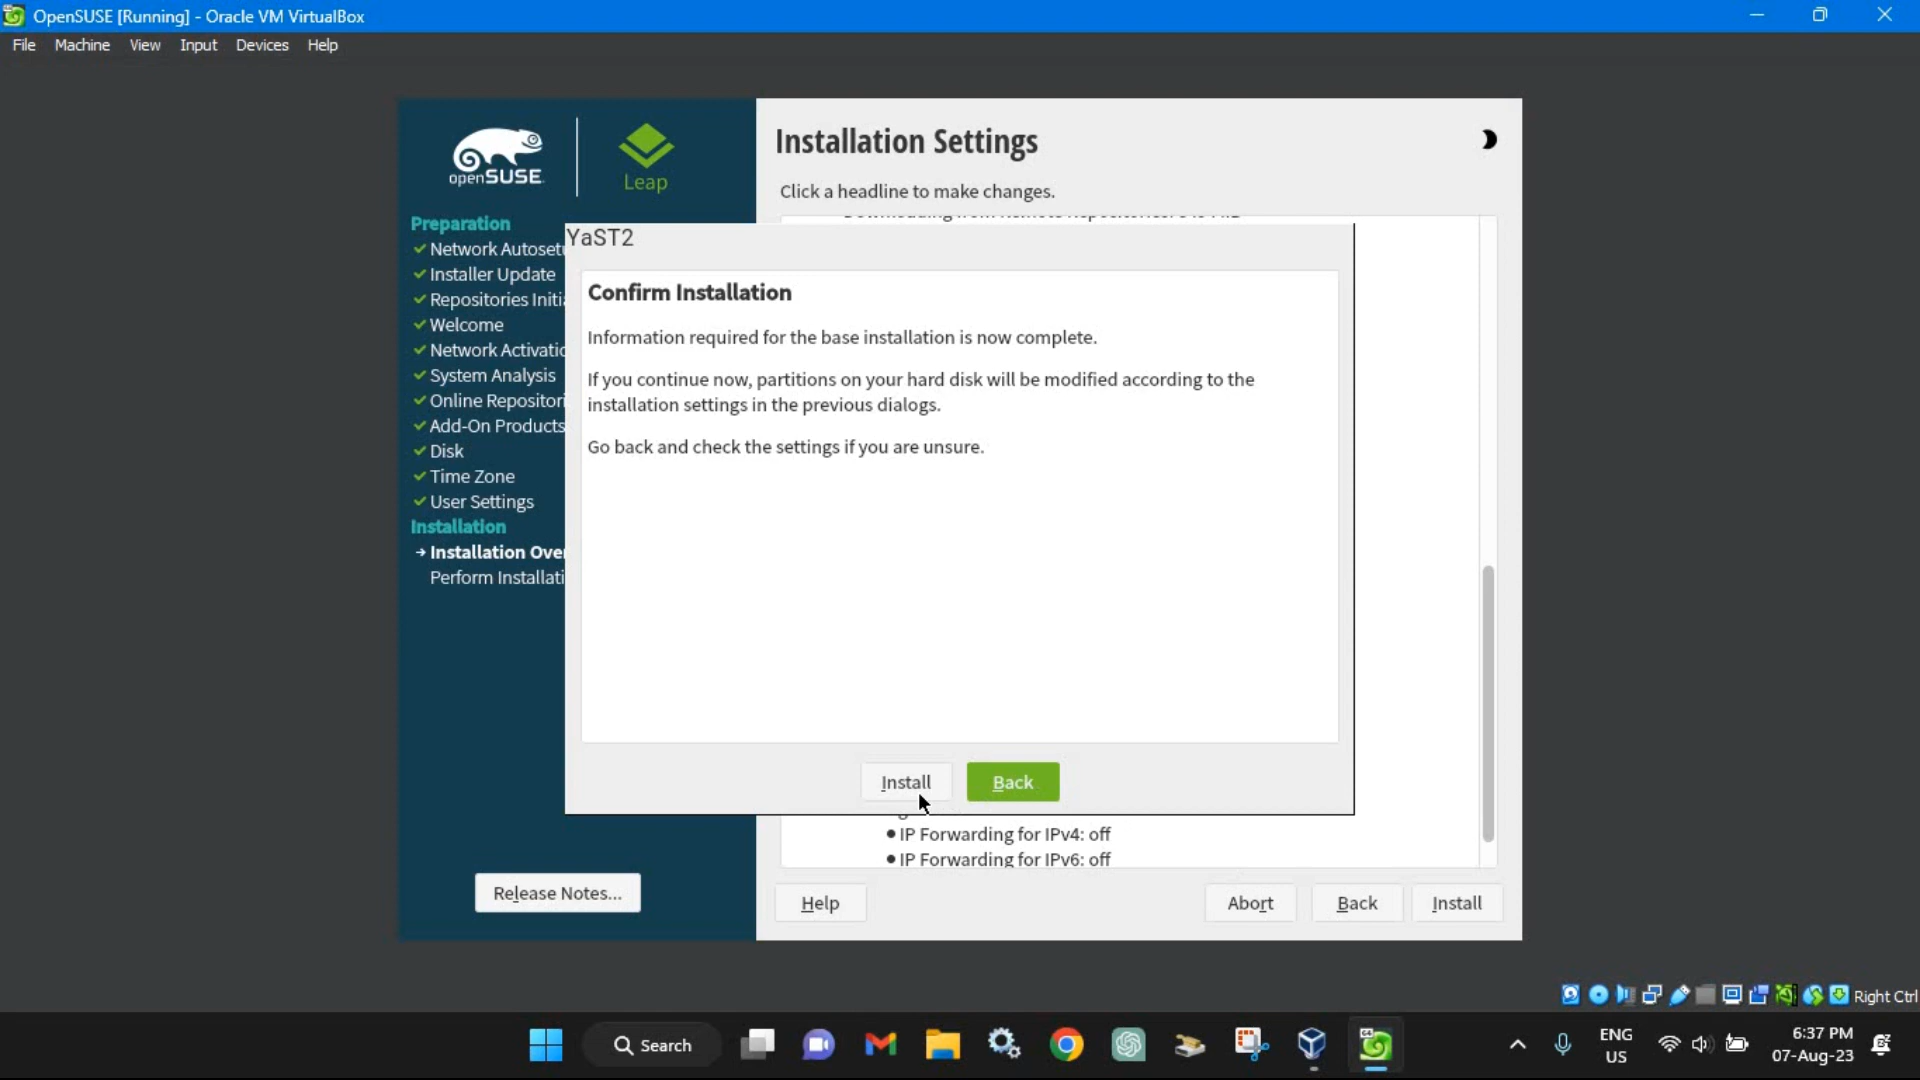 OpenSUSE [Running] - Oracle VM VirtualBox
File Machine View Input Devices Help
openSUSE
Leap
Installation Settings
Click a headline to make changes.
Preparation
Network Autosetu
Installer Update
Repositories Initi
Welcome
Network Activatio
System Analysis
Online Repositori
Add-On Products
Disk
Time Zone
User Settings
Installation
Installation Over
Perform Installati
Release Notes...
YaST2
Confirm Installation
Information required for the base installation is now complete.
If you continue now, partitions on your hard disk will be modified according to the
installation settings in the previous dialogs.
Go back and check the settings if you are unsure.
Install Back
IP Forwarding for IPv4: off
IP Forwarding for IPv6: off
Help Abort Back Install
Right Ctrl
Search
ENG
US
6:37 PM
07-Aug-23